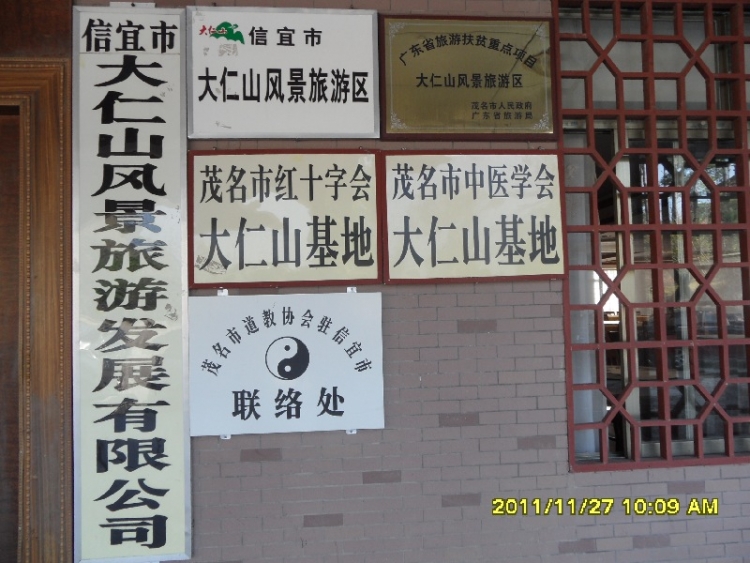 信宜市
大仁山风景旅游发展有限公司
大仁山
信宜市
大仁山风景旅游区
广东省旅游扶贫重点项目
大仁山风景旅游区
茂名市人民政府
广东省旅游局
茂名市红十字会
大仁山基地
茂名市中医学会
大仁山基地
茂名市道教协会驻信宜市
联络处
2011/11/27 10:09 AM